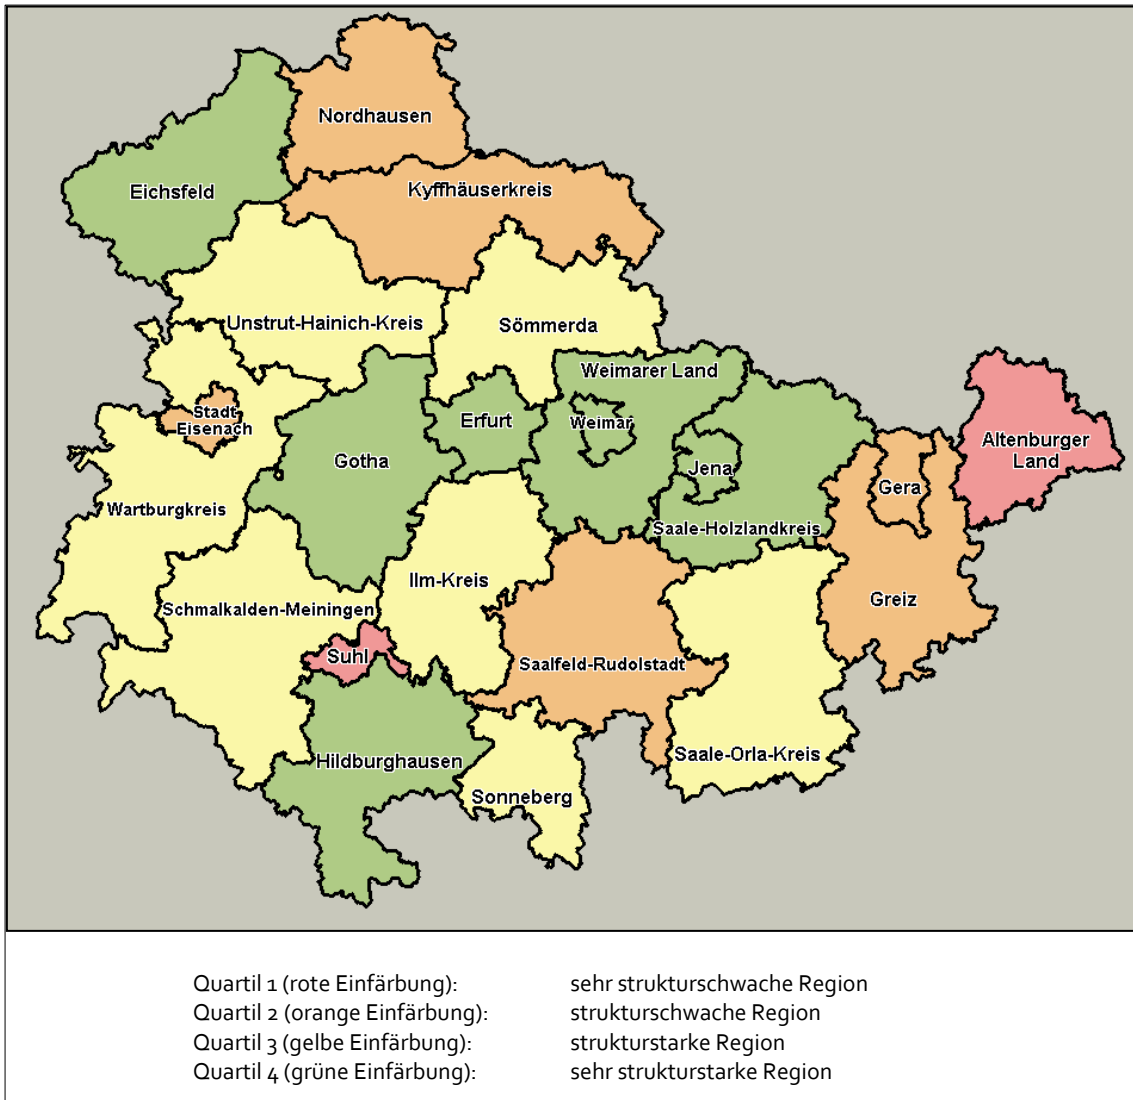 Nordhausen
Eichsfeld
Kyffhäuserkreis
Unstrut-Hainich-Kreis
Sömmerda
Weimarer Land
Stadt
Eisenach
Erfurt
Weimar
Altenburger
Land
Gotha
Jena
Gera
Wartburgkreis
Saale-Holzlandkreis
Ilm-Kreis
Schmalkalden-Meiningen
Greiz
Suhl
Saalfeld-Rudolstadt
Hildburghausen
Saale-Orla-Kreis
Sonneberg
Quartil 1 (rote Einfärbung): sehr strukturschwache Region
Quartil 2 (orange Einfärbung): strukturschwache Region
Quartil 3 (gelbe Einfärbung): strukturstarke Region
Quartil 4 (grüne Einfärbung): sehr strukturstarke Region